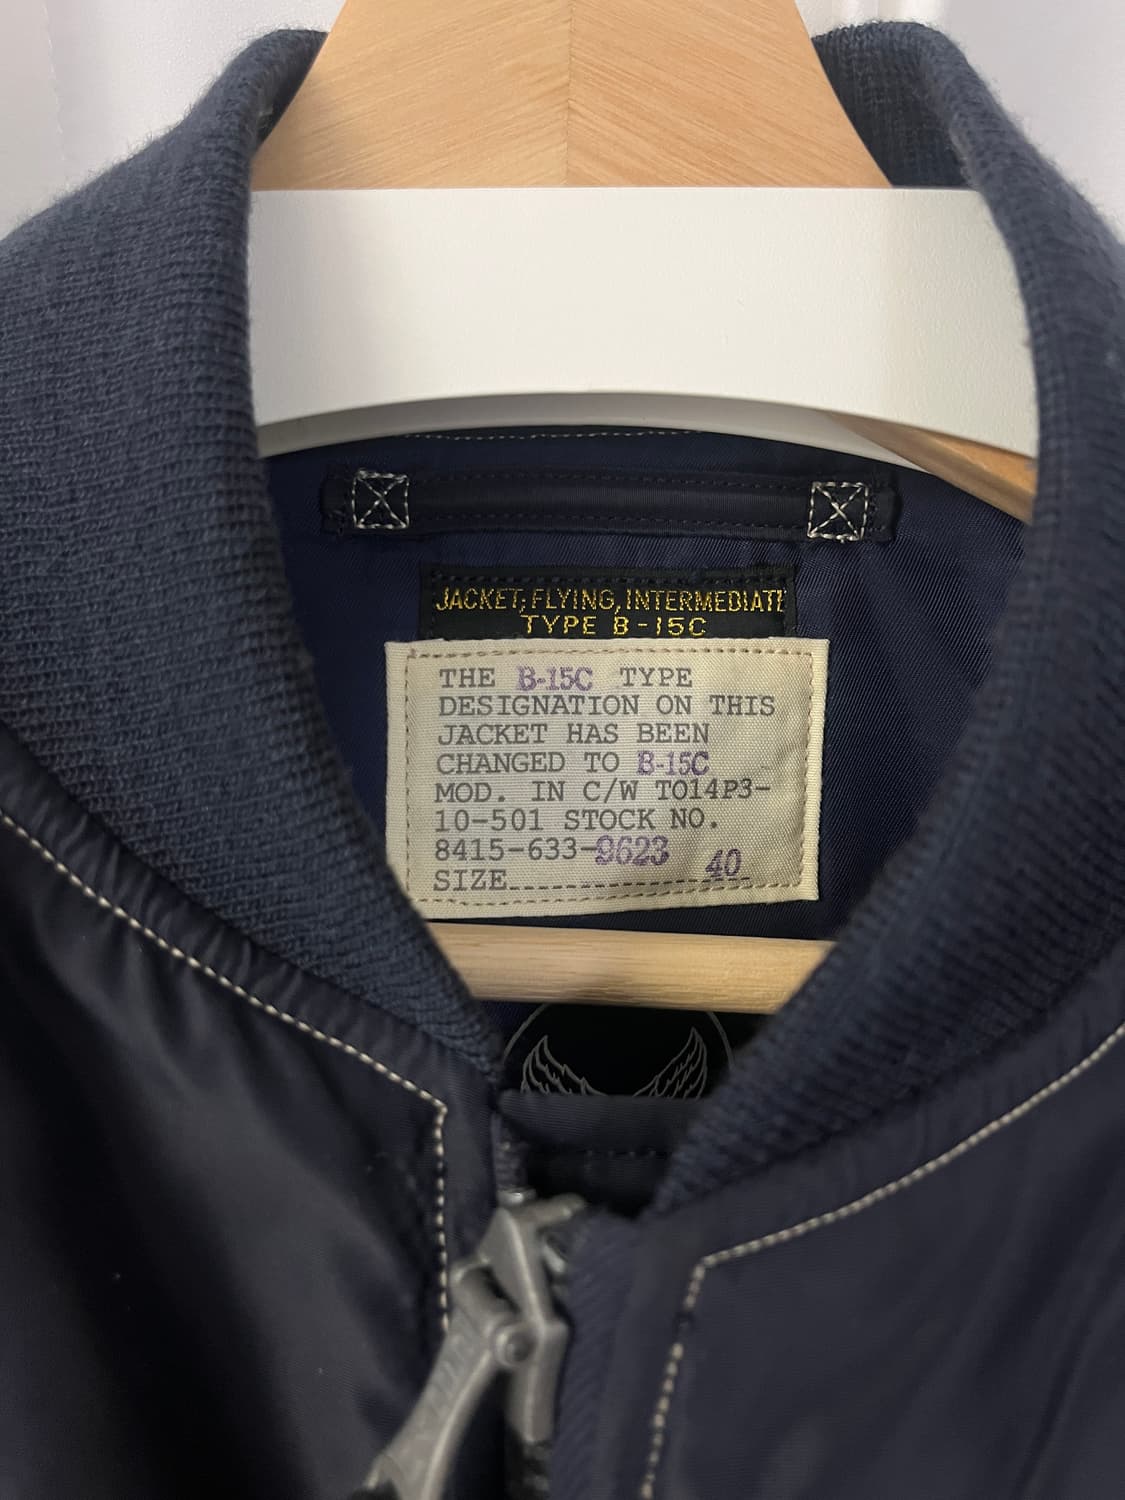 JACKET, FLYING, INTERMEDIATE
TYPE B-15C
THE B-15C TYPE
DESIGNATION ON THIS
JACKET HAS BEEN
CHANGED TO B-15C
MOD. IN C/W TO14P3-
10-501 STOCK NO.
8415-633-9623
SIZE 40